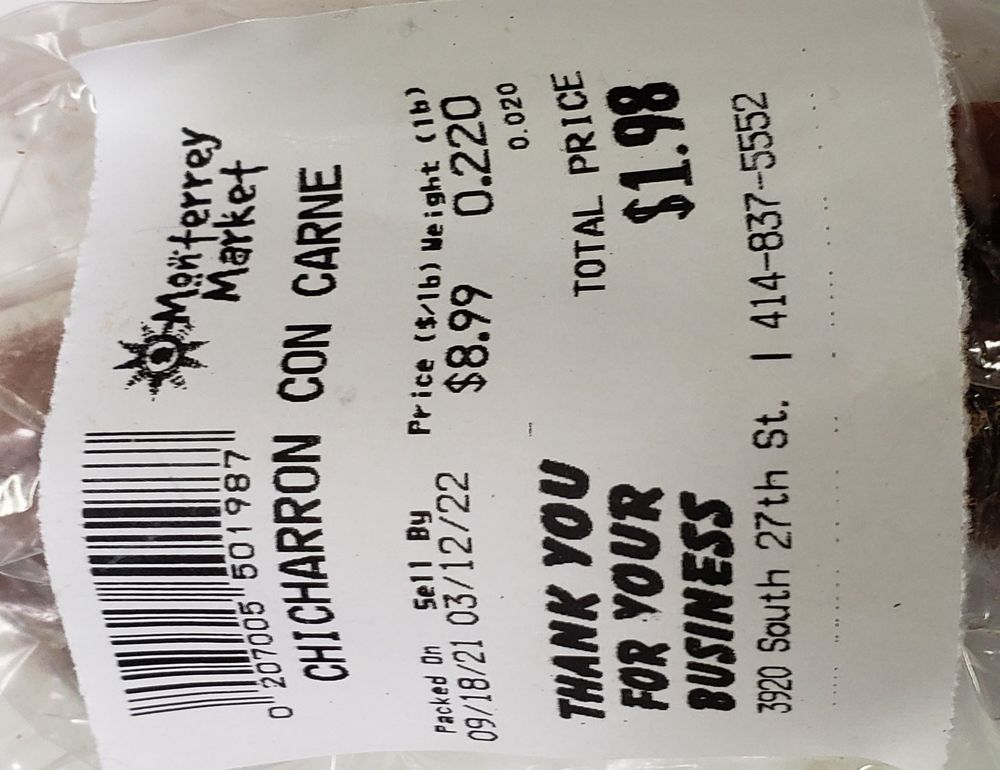 Monterrey
Market
0 207005 501987
CHICHARRON CON CARNE
Packed On Sell By Price ($/lb) Weight (lb)
09/18/21 03/12/22 $8.99 0.220
0.020
THANK YOU
FOR YOUR
BUSINESS
TOTAL PRICE
$1.98
3920 South 27th St. | 414-837-5552